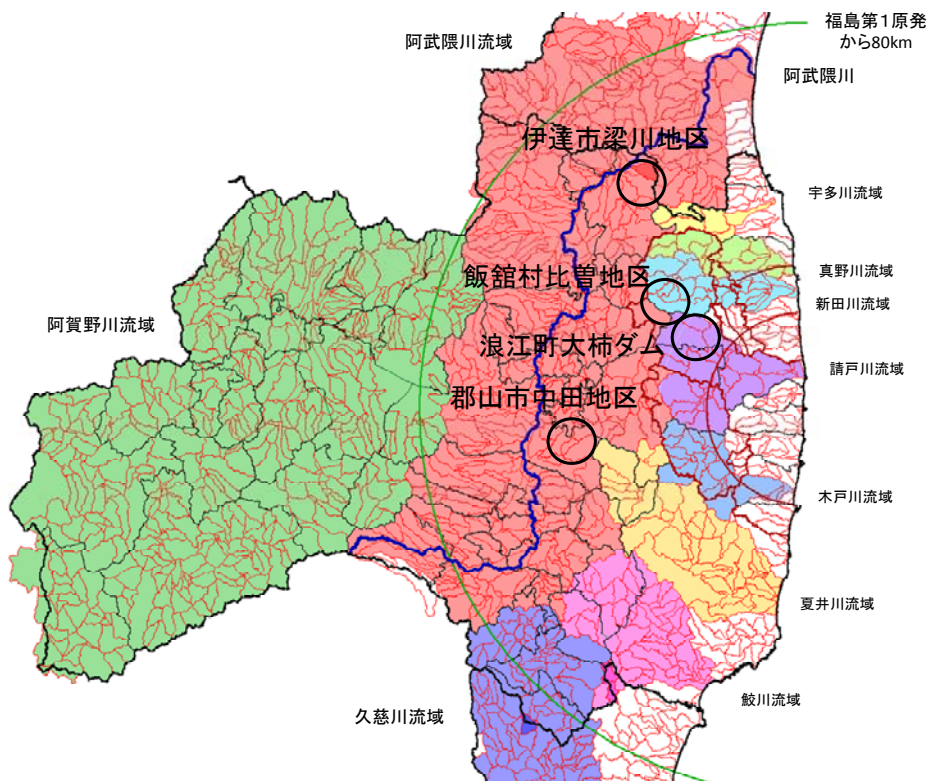 福島第1原発
から80km
阿武隈川流域
阿武隈川
伊達市梁川地区
宇多川流域
飯舘村比曽地区
真野川流域
新田川流域
阿賀野川流域
浪江町大柿ダム
請戸川流域
郡山市中田地区
木戸川流域
夏井川流域
鮫川流域
久慈川流域